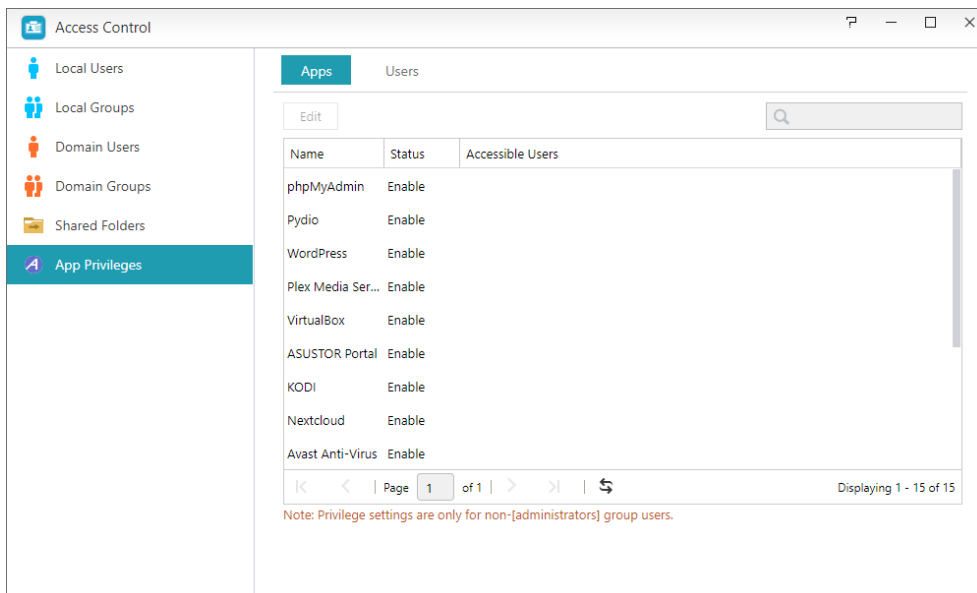 Access Control
Local Users
Local Groups
Domain Users
Domain Groups
Shared Folders
App Privileges
Apps Users
Edit
Name Status Accessible Users
phpMyAdmin Enable
Pydio Enable
WordPress Enable
Plex Media Ser... Enable
VirtualBox Enable
ASUSTOR Portal Enable
KODI Enable
Nextcloud Enable
Avast Anti-Virus Enable
Page 1 of 1 Displaying 1 - 15 of 15
Note: Privilege settings are only for non-[administrators] group users.